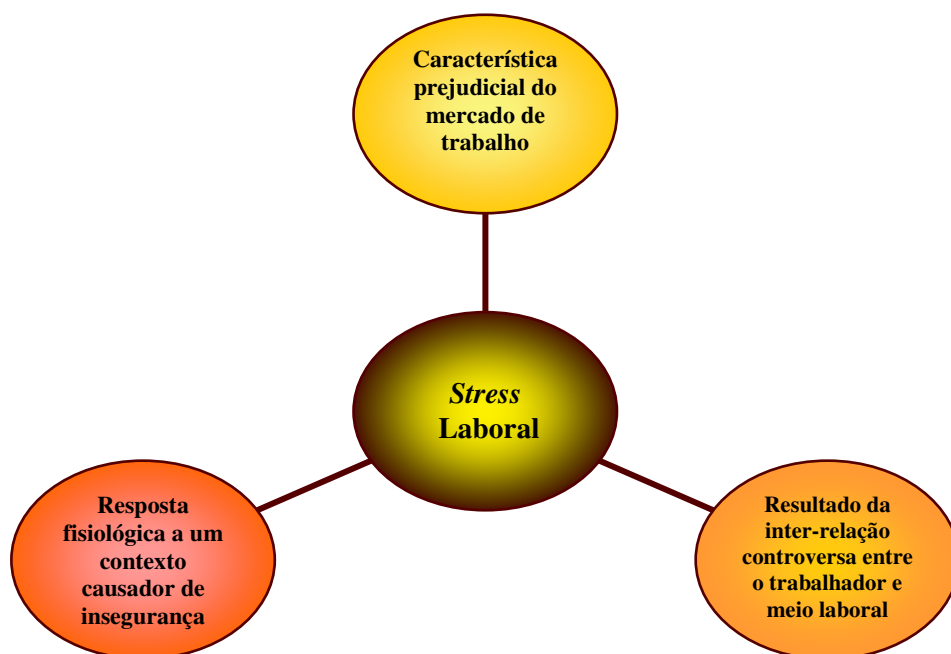 Característica
prejudicial do
mercado de
trabalho
Stress
Laboral
Resposta
fisiológica a um
contexto
causador de
insegurança
Resultado da
inter-relação
controversa entre
o trabalhador e
meio laboral